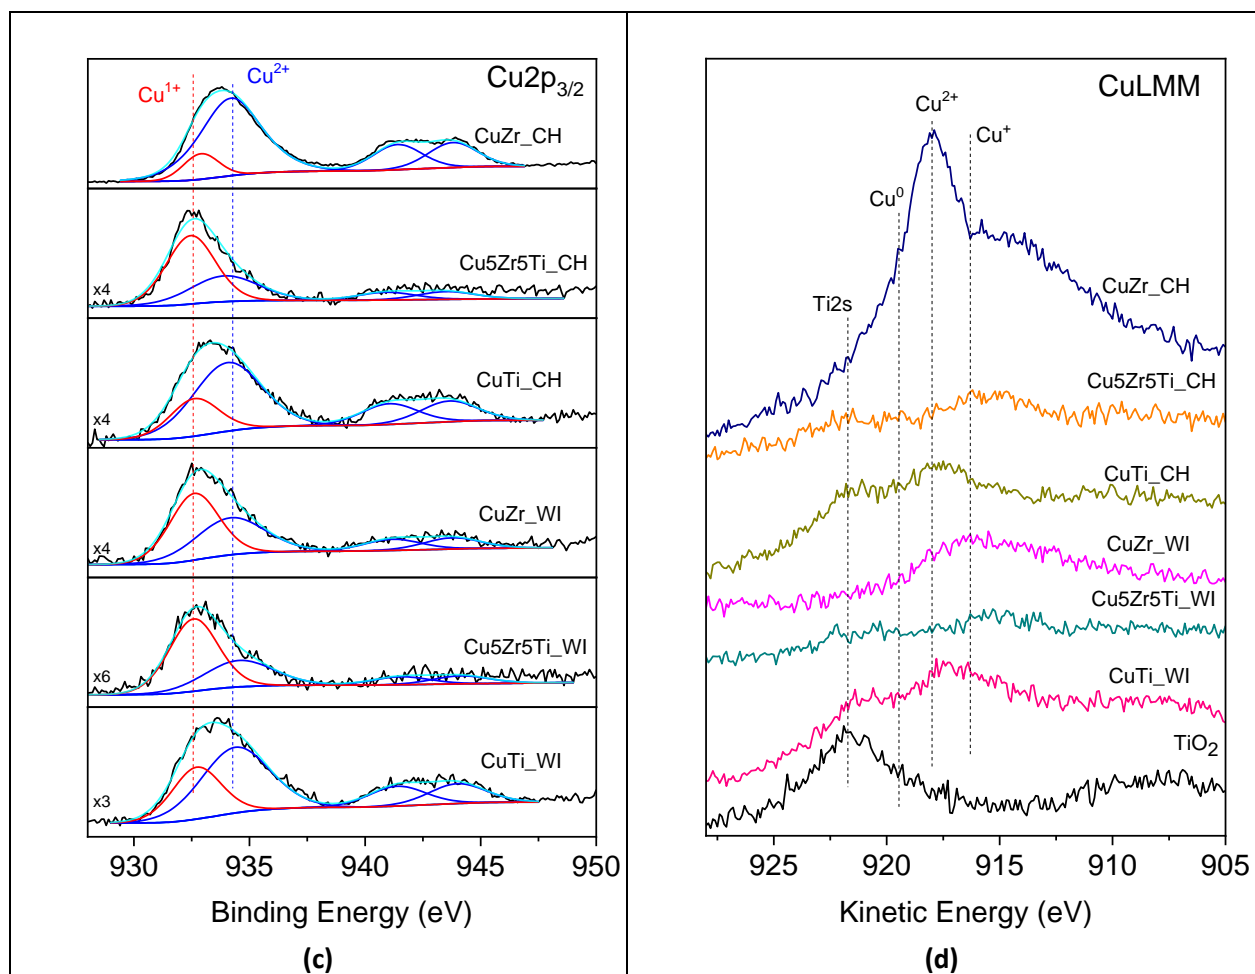 Cu2p3/2
Cu1+
Cu2+
CuZr_CH
Cu5Zr5Ti_CH
x4
CuTi_CH
x4
CuZr_WI
x4
Cu5Zr5Ti_WI
x6
CuTi_WI
x3
930 935 940 945 950
Binding Energy (eV)
(c)
CuLMM
Cu2+
Cu+
Cu0
Ti2s
CuZr_CH
Cu5Zr5Ti_CH
CuTi_CH
CuZr_WI
Cu5Zr5Ti_WI
CuTi_WI
TiO2
925 920 915 910 905
Kinetic Energy (eV)
(d)